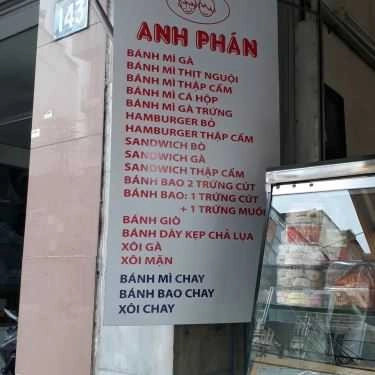 143
ANH PHÁN
BÁNH MÌ GÀ
BÁNH MÌ THỊT NGUỘI
BÁNH MÌ THẬP CẨM
BÁNH MÌ CÁ HỘP
BÁNH MÌ GÀ TRỨNG
HAMBURGER BÒ
HAMBURGER THẬP CẨM
SANDWICH BÒ
SANDWICH GÀ
SANDWICH THẬP CẨM
BÁNH BAO 2 TRỨNG CÚT
BÁNH BAO: 1 TRỨNG CÚT
+ 1 TRỨNG MUỐI
BÁNH GIÒ
BÁNH DÀY KẸP CHẢ LỤA
XÔI GÀ
XÔI MẶN
BÁNH MÌ CHAY
BÁNH BAO CHAY
XÔI CHAY